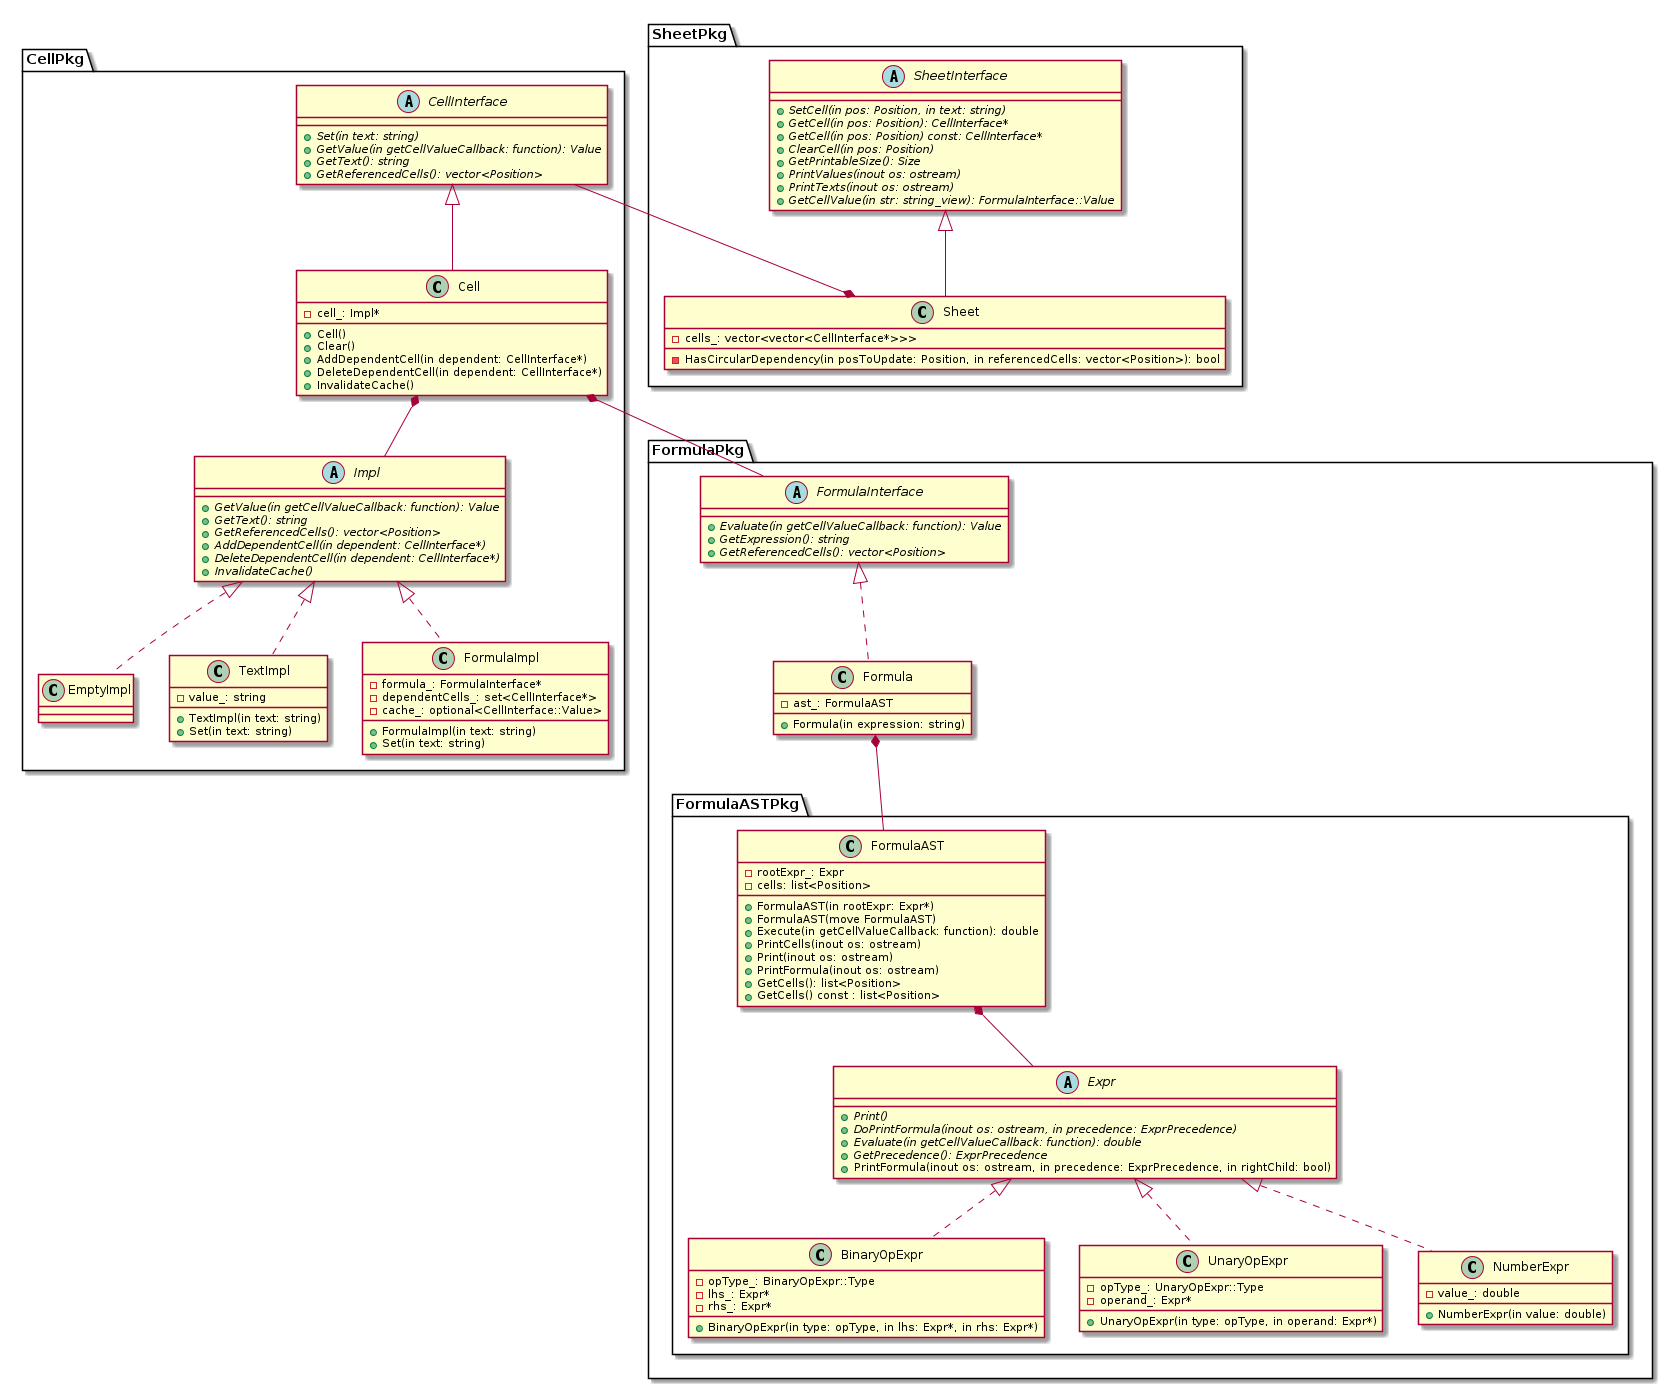 CellPkg
A CellInterface
Set(in text: string)
GetValue(in getCellValueCallback: function): Value
GetText(): string
GetReferencedCells(): vector<Position>
C Cell
cell_: Impl*
Cell()
Clear()
AddDependentCell(in dependent: CellInterface*)
DeleteDependentCell(in dependent: CellInterface*)
InvalidateCache()
A Impl
GetValue(in getCellValueCallback: function): Value
GetText(): string
GetReferencedCells(): vector<Position>
AddDependentCell(in dependent: CellInterface*)
DeleteDependentCell(in dependent: CellInterface*)
InvalidateCache()
C EmptyImpl
C TextImpl
value_: string
TextImpl(in text: string)
Set(in text: string)
C FormulaImpl
formula_: FormulaInterface*
dependentCells_: set<CellInterface*>
cache_: optional<CellInterface::Value>
FormulaImpl(in text: string)
Set(in text: string)
SheetPkg
A SheetInterface
SetCell(in pos: Position, in text: string)
GetCell(in pos: Position): CellInterface*
GetCell(in pos: Position) const: CellInterface*
ClearCell(in pos: Position)
GetPrintableSize(): Size
PrintValues(inout os: ostream)
PrintTexts(inout os: ostream)
GetCellValue(in str: string_view): FormulaInterface::Value
C Sheet
cells_: vector<vector<CellInterface*>>>
HasCircularDependency(in posToUpdate: Position, in referencedCells: vector<Position>): bool
FormulaPkg
A FormulaInterface
Evaluate(in getCellValueCallback: function): Value
GetExpression(): string
GetReferencedCells(): vector<Position>
C Formula
ast_: FormulaAST
Formula(in expression: string)
FormulaASTPkg
C FormulaAST
rootExpr_: Expr
cells: list<Position>
FormulaAST(in rootExpr: Expr*)
FormulaAST(move FormulaAST)
Execute(in getCellValueCallback: function): double
PrintCells(inout os: ostream)
Print(inout os: ostream)
PrintFormula(inout os: ostream)
GetCells(): list<Position>
GetCells() const : list<Position>
A Expr
Print()
DoPrintFormula(inout os: ostream, in precedence: ExprPrecedence)
Evaluate(in getCellValueCallback: function): double
GetPrecedence(): ExprPrecedence
PrintFormula(inout os: ostream, in precedence: ExprPrecedence, in rightChild: bool)
C BinaryOpExpr
opType_: BinaryOpExpr::Type
lhs_: Expr*
rhs_: Expr*
BinaryOpExpr(in type: opType, in lhs: Expr*, in rhs: Expr*)
C UnaryOpExpr
opType_: UnaryOpExpr::Type
operand_: Expr*
UnaryOpExpr(in type: opType, in operand: Expr*)
C NumberExpr
value_: double
NumberExpr(in value: double)